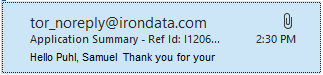 tor_noreply@irondata.com
Application Summary - Ref Id: I1206... 2:30 PM
Hello Puhl, Samuel Thank you for your